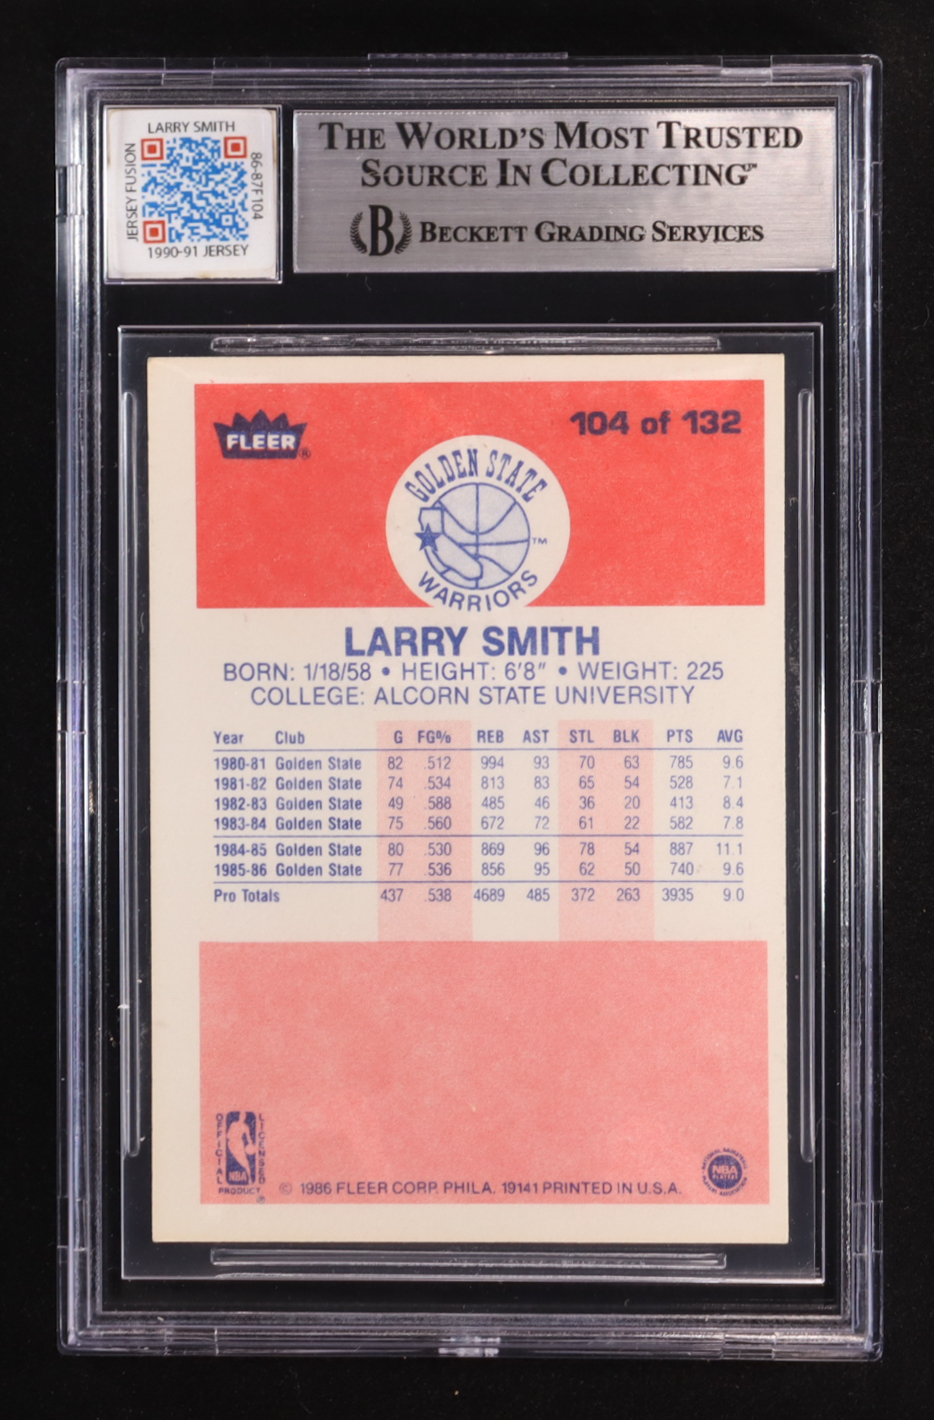 LARRY SMITH
JERSEY FUSION
86-87F104
1990-91 JERSEY
THE WORLD'S MOST TRUSTED
SOURCE IN COLLECTING™
B BECKETT GRADING SERVICES
FLEER®
104 of 132
GOLDEN STATE
WARRIORS
TM
LARRY SMITH
BORN: 1/18/58 • HEIGHT: 6'8" • WEIGHT: 225
COLLEGE: ALCORN STATE UNIVERSITY
Year Club G FG% REB AST STL BLK PTS AVG
1980-81 Golden State 82 .512 994 93 70 63 785 9.6
1981-82 Golden State 74 .534 813 83 65 54 528 7.1
1982-83 Golden State 49 .588 485 46 36 20 413 8.4
1983-84 Golden State 75 .560 672 72 61 22 582 7.8
1984-85 Golden State 80 .530 869 96 78 54 887 11.1
1985-86 Golden State 77 .536 856 95 62 50 740 9.6
Pro Totals 437 .538 4689 485 372 263 3935 9.0
OFFICIAL
LICENSED
NBA
PRODUCT
®
© 1986 FLEER CORP. PHILA. 19141 PRINTED IN U.S.A.
NBA
PLAYERS